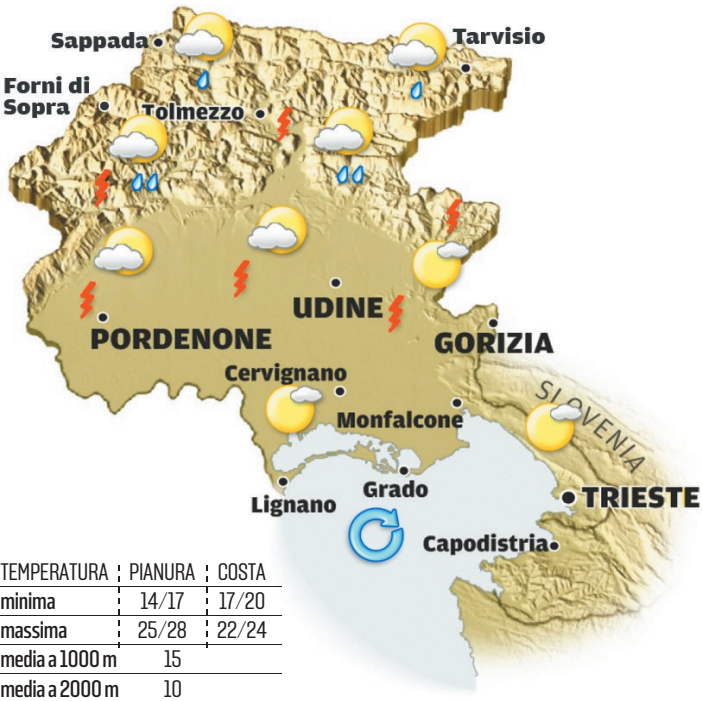 Sappada
Tarvisio
Forni di
Sopra
Tolmezzo
UDINE
PORDENONE
GORIZIA
Cervignano
SLOVENIA
Monfalcone
Lignano
Grado
TRIESTE
Capodistria
TEMPERATURA PIANURA COSTA
minima 14/17 17/20
massima 25/28 22/24
media a 1000 m 15
media a 2000 m 10